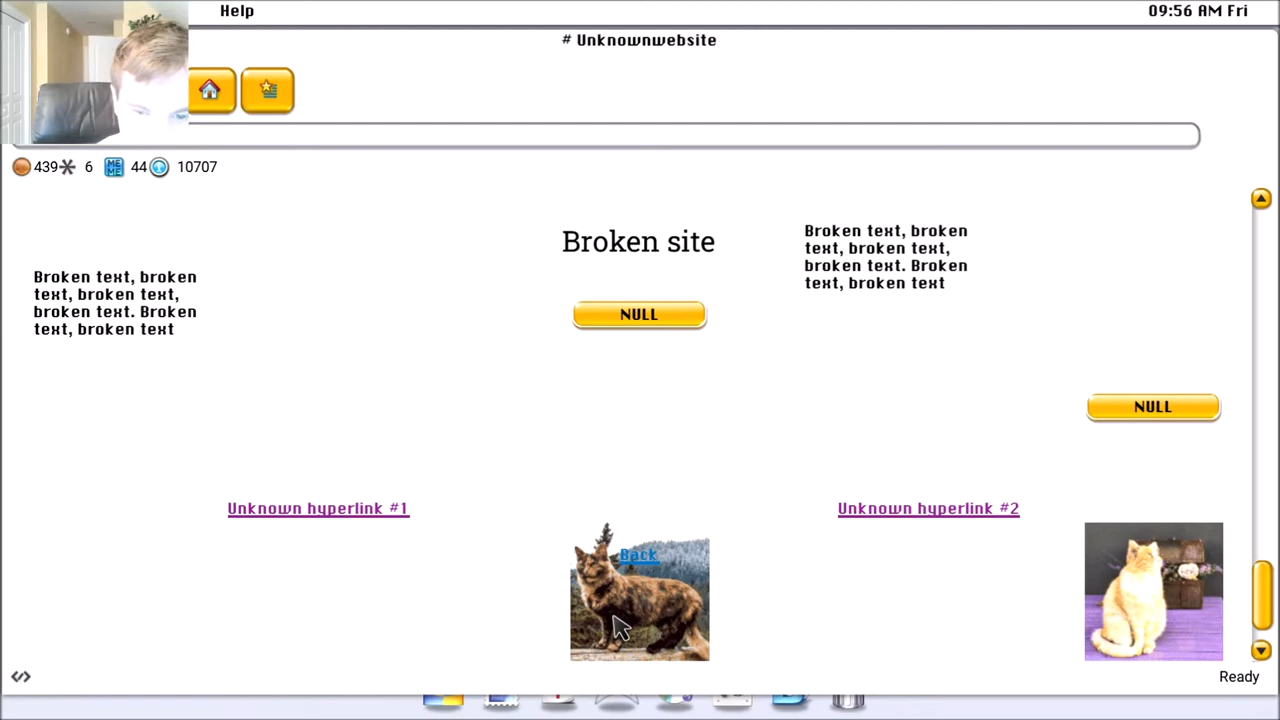 Help
09:56 AM Fri
# Unknownwebsite
439 6 ME ME 44 10707
Broken site
Broken text, broken
text, broken text,
broken text. Broken
text, broken text
Broken text, broken
text, broken text,
broken text. Broken
text, broken text
NULL
NULL
Unknown hyperlink #1
Unknown hyperlink #2
Back
Ready